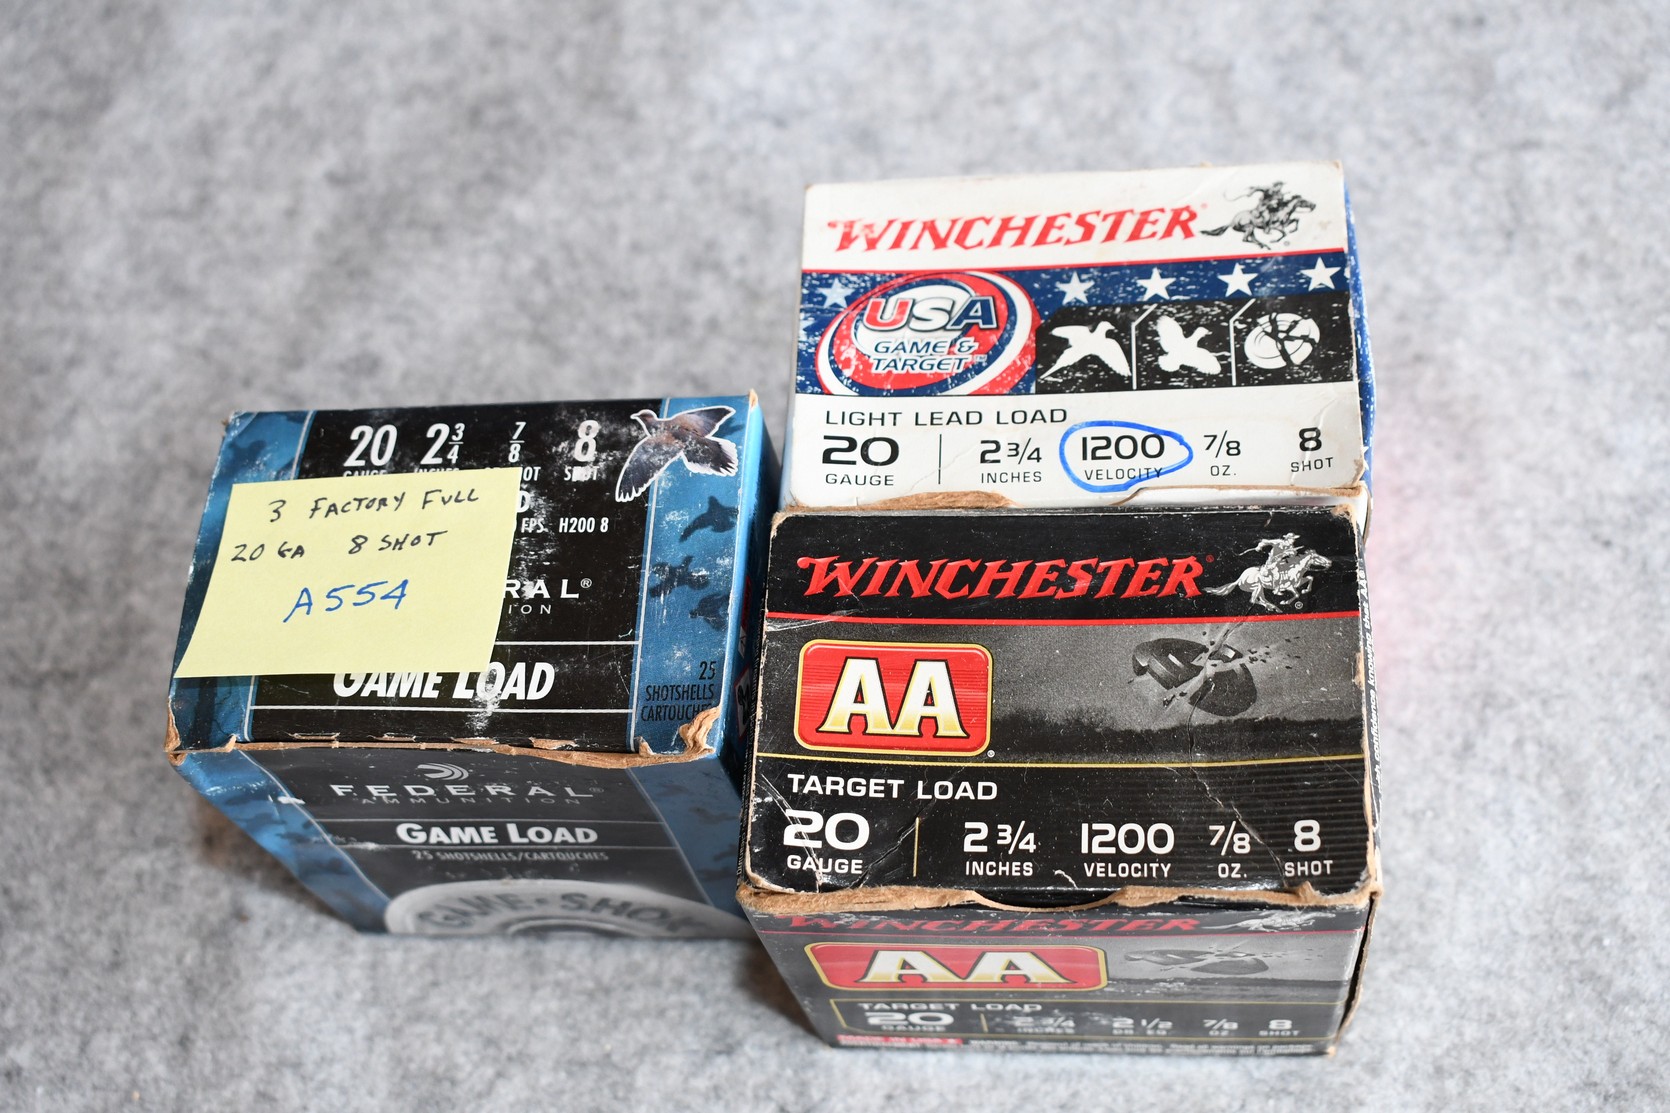 20 2 3/4 7/8 8
3 FACTORY FULL
20 GA 8 SHOT
A554
FPS H200 8
RAL®
ION
GAME LOAD
25
SHOTSHELLS
CARTOUCHES
FEDERAL
AMMUNITION
GAME LOAD
25 SHOTSHELLS/CARTOUCHES
GAME-SHOK
WINCHESTER
USA
GAME &
TARGET™
LIGHT LEAD LOAD
20 2 3/4 1200 7/8 8
GAUGE INCHES VELOCITY OZ. SHOT
WINCHESTER®
AA®
TARGET LOAD
20 2 3/4 1200 7/8 8
GAUGE INCHES VELOCITY OZ. SHOT
WINCHESTER
AA
TARGET LOAD
20 2 3/4 2 1/2 7/8 8
GAUGE INCHES OZ. SHOT